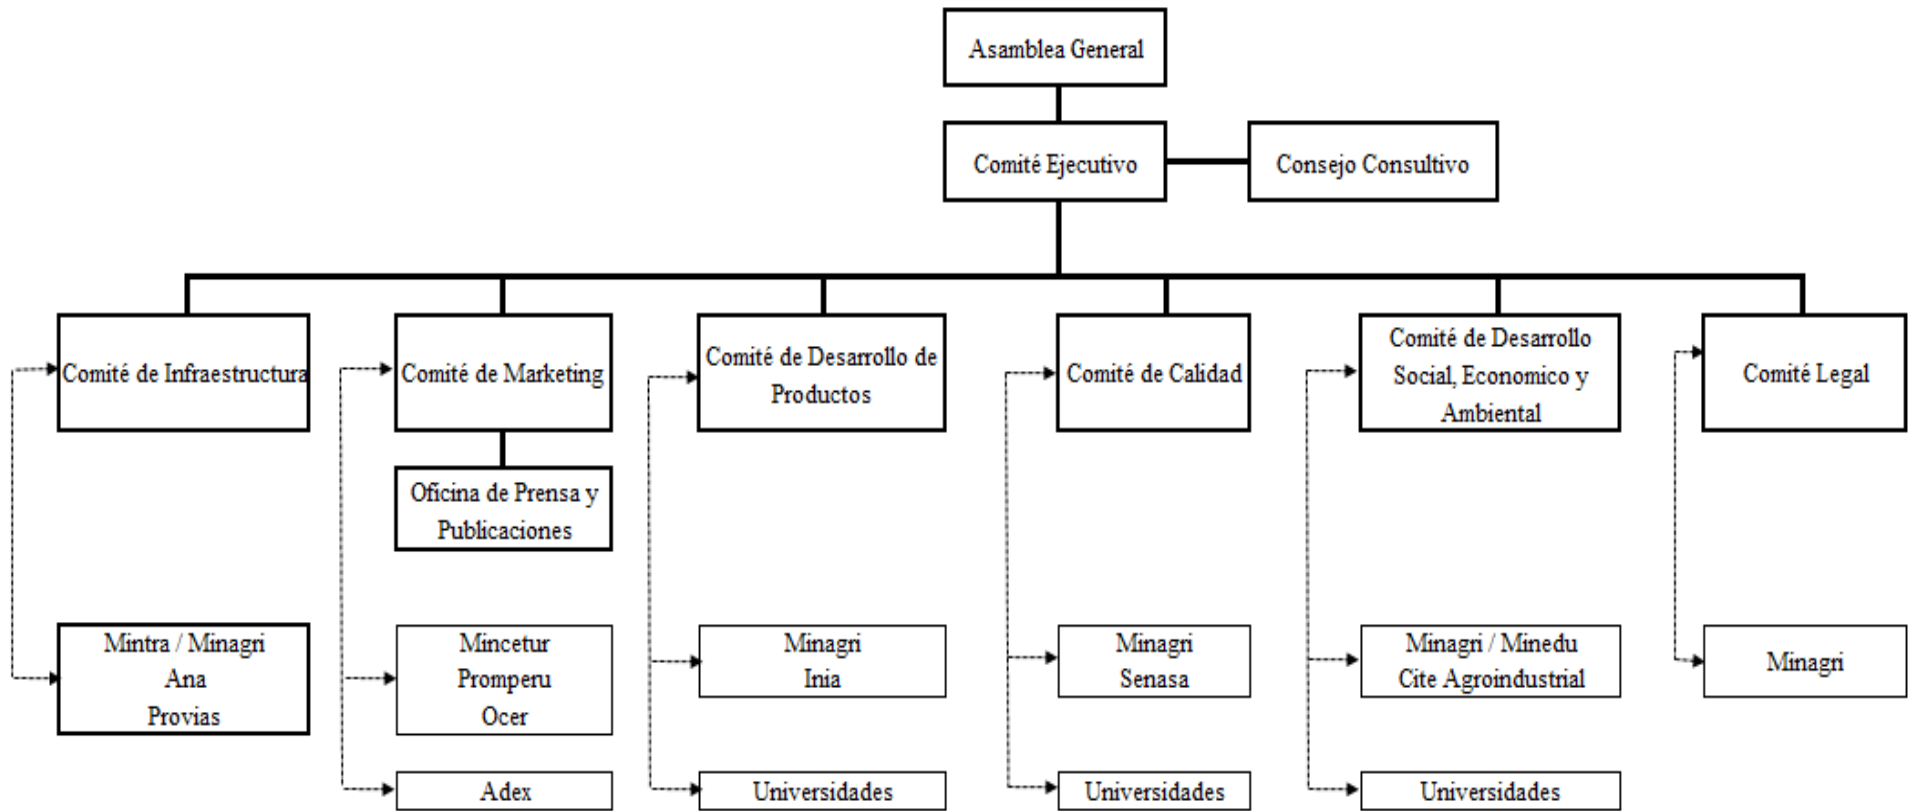 Asamblea General
Comité Ejecutivo
Consejo Consultivo
Comité de Infraestructura
Comité de Marketing
Comité de Desarrollo de
Productos
Comité de Calidad
Comité de Desarrollo
Social, Economico y
Ambiental
Comité Legal
Oficina de Prensa y
Publicaciones
Mintra / Minagri
Ana
Provias
Mincetur
Promperu
Ocer
Minagri
Inia
Minagri
Senasa
Minagri / Minedu
Cite Agroindustrial
Minagri
Adex
Universidades
Universidades
Universidades